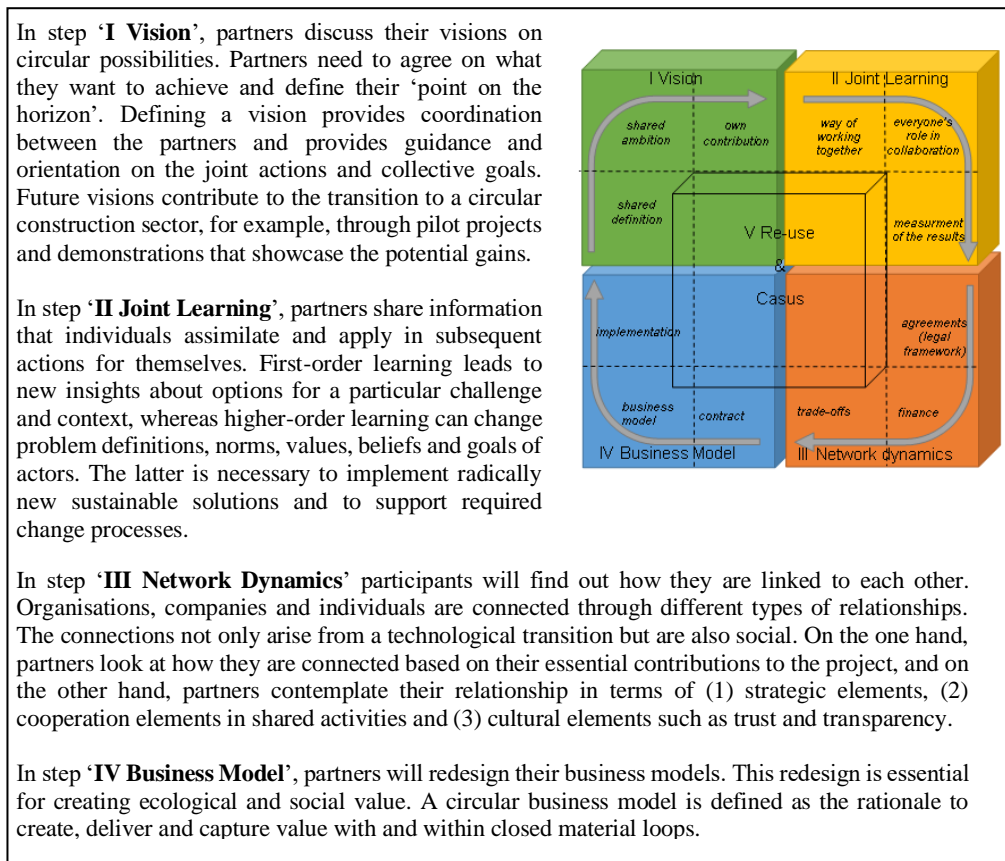 In step ‘I Vision’, partners discuss their visions on
circular possibilities. Partners need to agree on what
they want to achieve and define their ‘point on the
horizon’. Defining a vision provides coordination
between the partners and provides guidance and
orientation on the joint actions and collective goals.
Future visions contribute to the transition to a circular
construction sector, for example, through pilot projects
and demonstrations that showcase the potential gains.
In step ‘II Joint Learning’, partners share information
that individuals assimilate and apply in subsequent
actions for themselves. First-order learning leads to
new insights about options for a particular challenge
and context, whereas higher-order learning can change
problem definitions, norms, values, beliefs and goals of
actors. The latter is necessary to implement radically
new sustainable solutions and to support required
change processes.
I Vision
shared
ambition
own
contribution
shared
definition
II Joint Learning
way of
working
together
everyone's
role in
collaboration
measurment
of the results
V Re-use
&
Casus
implementation
business
model
contract
IV Business Model
agreements
(legal
framework)
trade-offs
finance
III Network dynamics
In step ‘III Network Dynamics’ participants will find out how they are linked to each other.
Organisations, companies and individuals are connected through different types of relationships.
The connections not only arise from a technological transition but are also social. On the one hand,
partners look at how they are connected based on their essential contributions to the project, and on
the other hand, partners contemplate their relationship in terms of (1) strategic elements, (2)
cooperation elements in shared activities and (3) cultural elements such as trust and transparency.
In step ‘IV Business Model’, partners will redesign their business models. This redesign is essential
for creating ecological and social value. A circular business model is defined as the rationale to
create, deliver and capture value with and within closed material loops.